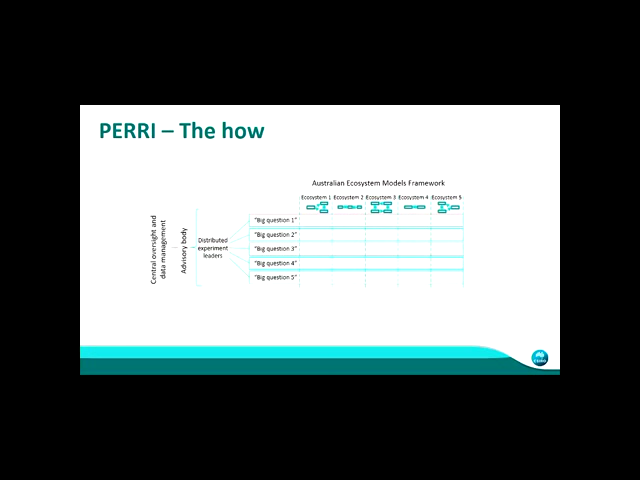 PERRI – The how
Australian Ecosystem Models Framework
Ecosystem 1 Ecosystem 2 Ecosystem 3 Ecosystem 4 Ecosystem 5
Central oversight and
data management
Advisory body
Distributed
experiment
leaders
"Big question 1"
"Big question 2"
"Big question 3"
"Big question 4"
"Big question 5"
CSIRO